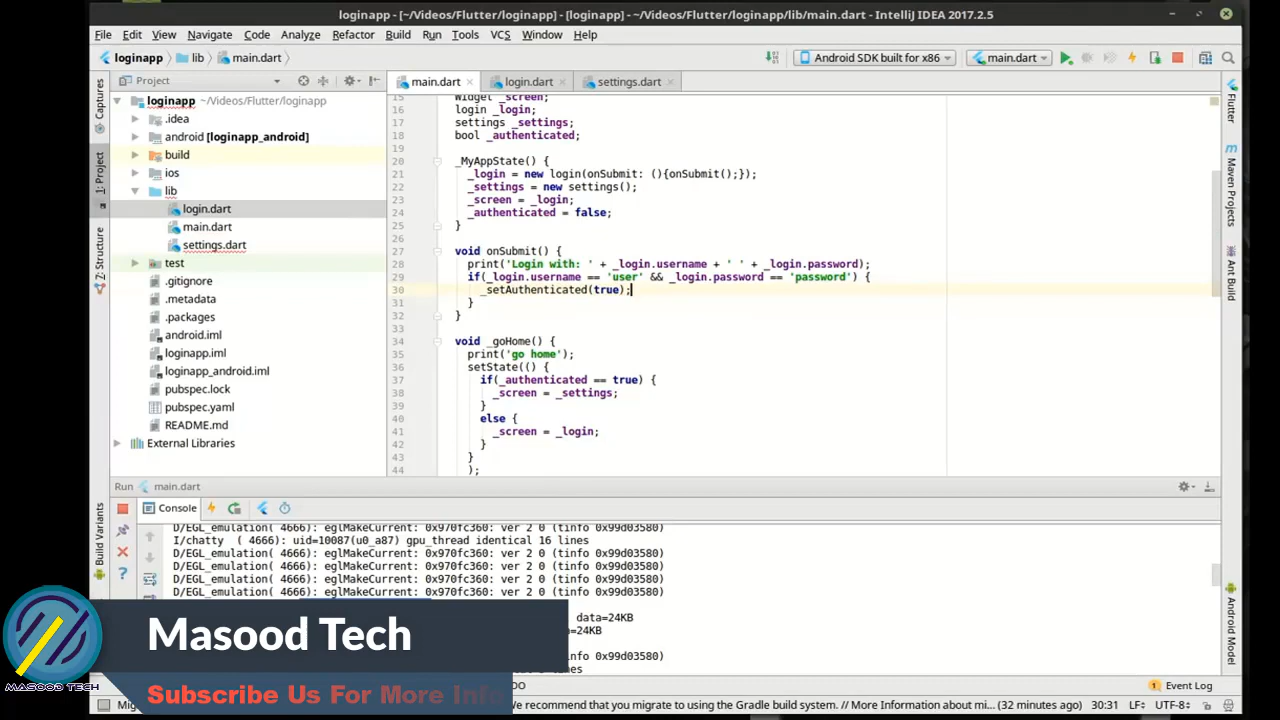 loginapp - [~/Videos/Flutter/loginapp] - [loginapp] - ~/Videos/Flutter/loginapp/lib/main.dart - IntelliJ IDEA 2017.2.5
File Edit View Navigate Code Analyze Refactor Build Run Tools VCS Window Help
loginapp lib main.dart
Android SDK built for x86
main.dart
Project
main.dart login.dart settings.dart
Captures
1: Project
Z: Structure
Build Variants
loginapp ~/Videos/Flutter/loginapp
.idea
android [loginapp_android]
build
ios
lib
login.dart
main.dart
settings.dart
test
.gitignore
.metadata
.packages
android.iml
loginapp.iml
loginapp_android.iml
pubspec.lock
pubspec.yaml
README.md
External Libraries
15 Widget _screen;
16 login _login;
17 settings _settings;
18 bool _authenticated;
19
20 _MyAppState() {
21 _login = new login(onSubmit: (){onSubmit();});
22 _settings = new settings();
23 _screen = _login;
24 _authenticated = false;
25 }
26
27 void onSubmit() {
28 print('Login with: ' + _login.username + ' ' + _login.password);
29 if(_login.username == 'user' && _login.password == 'password') {
30 _setAuthenticated(true);
31 }
32 }
33
34 void _goHome() {
35 print('go home');
36 setState(() {
37 if(_authenticated == true) {
38 _screen = _settings;
39 }
40 else {
41 _screen = _login;
42 }
43 }
44 );
Flutter
Maven Projects
Ant Build
Android Model
Run main.dart
Console
D/EGL_emulation( 4666): eglMakeCurrent: 0x970fc360: ver 2 0 (tinfo 0x99d03580)
I/chatty ( 4666): uid=10087(u0_a87) gpu_thread identical 16 lines
D/EGL_emulation( 4666): eglMakeCurrent: 0x970fc360: ver 2 0 (tinfo 0x99d03580)
D/EGL_emulation( 4666): eglMakeCurrent: 0x970fc360: ver 2 0 (tinfo 0x99d03580)
D/EGL_emulation( 4666): eglMakeCurrent: 0x970fc360: ver 2 0 (tinfo 0x99d03580)
D/EGL_emulation( 4666): eglMakeCurrent: 0x970fc360: ver 2 0 (tinfo 0x99d03580)
data=24KB
=24KB
info 0x99d03580)
MASOOD TECH
Masood Tech
Subscribe Us For More Info
Event Log
We recommend that you migrate to using the Gradle build system. // More Information about mi... (32 minutes ago)
30:31 LF÷ UTF-8÷